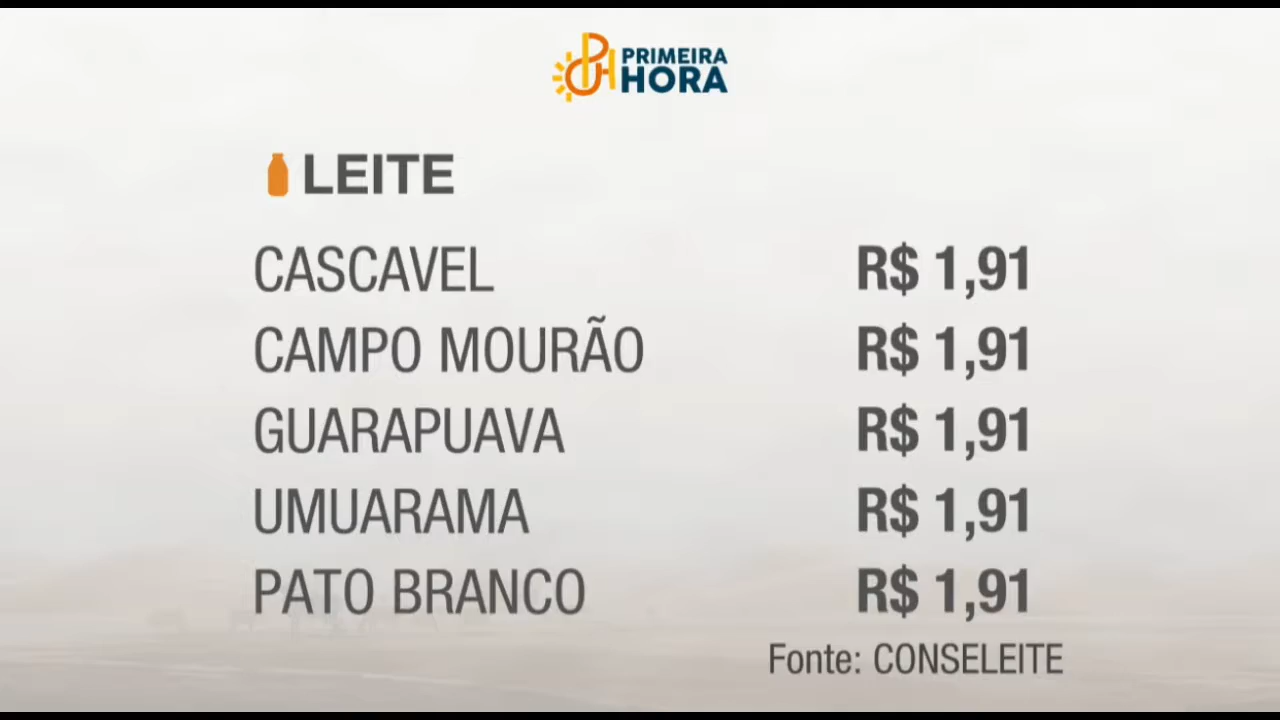 PRIMEIRA
HORA
LEITE
CASCAVEL R$ 1,91
CAMPO MOURÃO R$ 1,91
GUARAPUAVA R$ 1,91
UMUARAMA R$ 1,91
PATO BRANCO R$ 1,91
Fonte: CONSELEITE